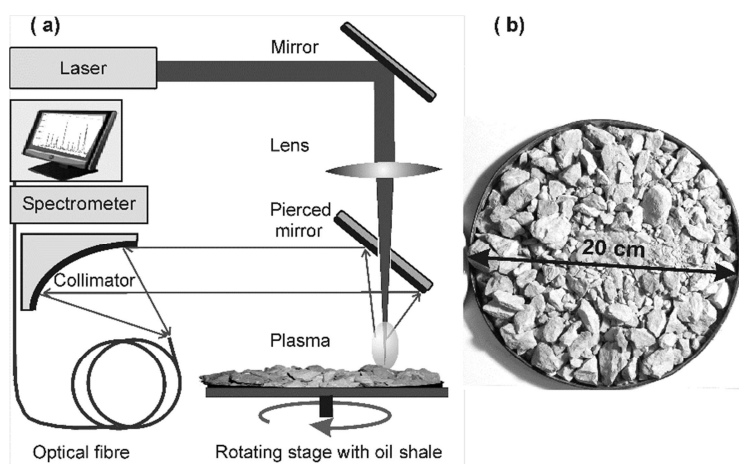 ( a)
( b)
Mirror
Laser
Lens
Spectrometer
Pierced
mirror
20 cm
Collimator
Plasma
Optical fibre
Rotating stage with oil shale